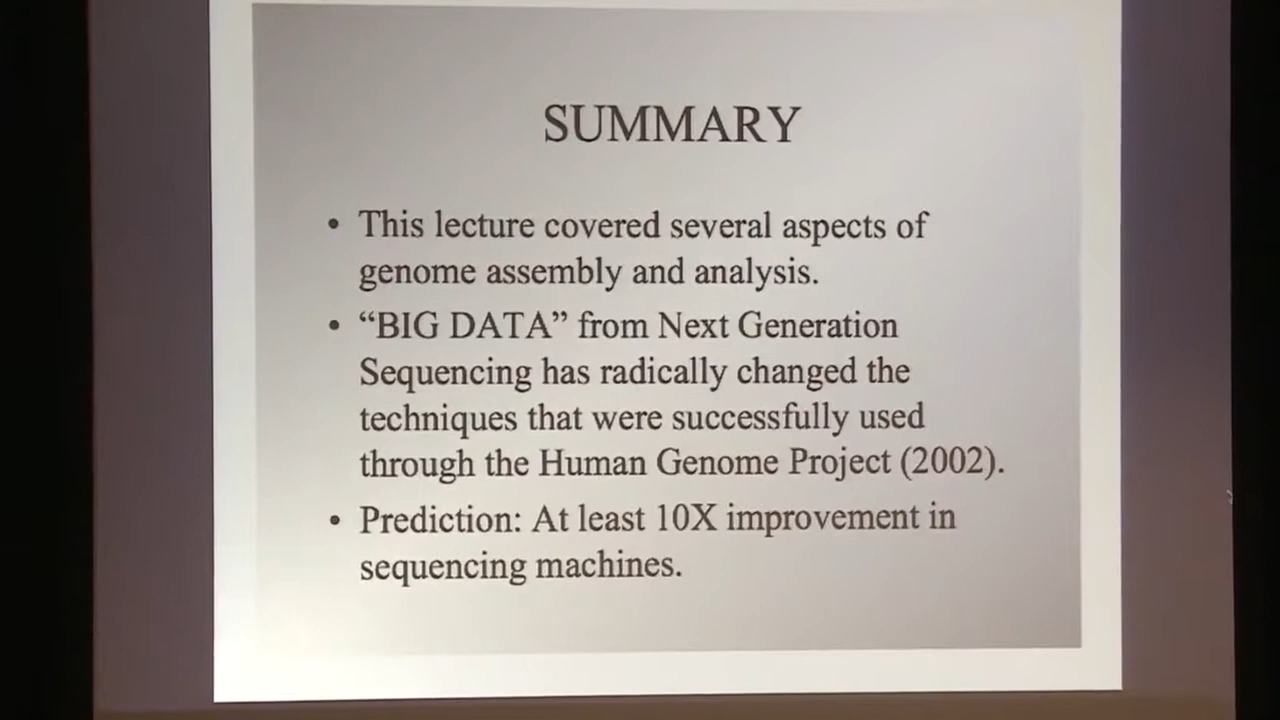 SUMMARY
• This lecture covered several aspects of
genome assembly and analysis.
• “BIG DATA” from Next Generation
Sequencing has radically changed the
techniques that were successfully used
through the Human Genome Project (2002).
• Prediction: At least 10X improvement in
sequencing machines.